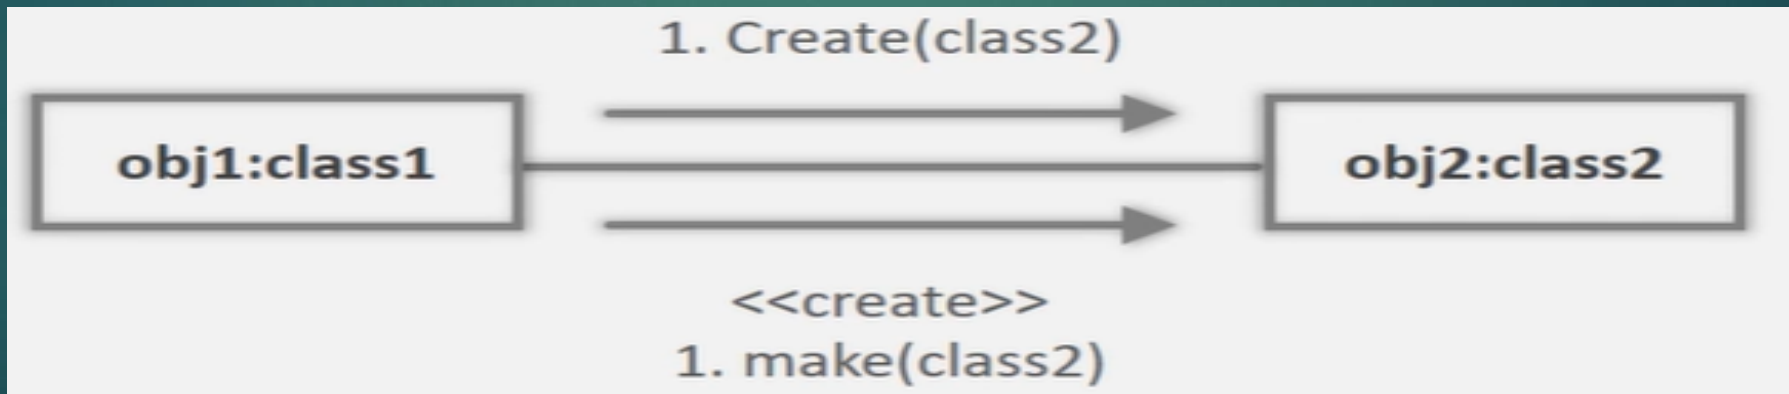 1. Create(class2)
obj1:class1
obj2:class2
<<create>>
1. make(class2)